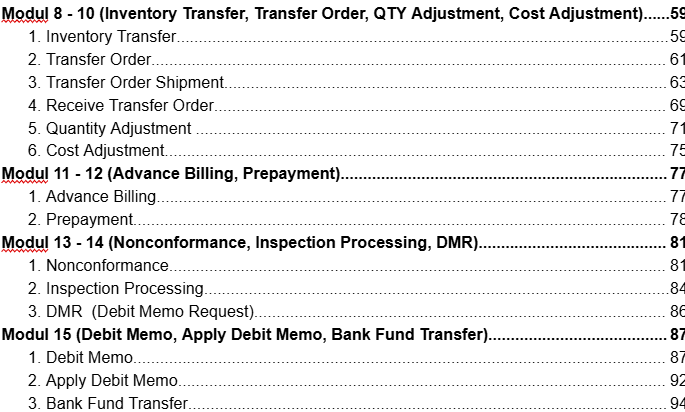 Modul 8 - 10 (Inventory Transfer, Transfer Order, QTY Adjustment, Cost Adjustment)......59
1. Inventory Transfer.......59
2. Transfer Order.......61
3. Transfer Order Shipment.......63
4. Receive Transfer Order.......69
5. Quantity Adjustment .......71
6. Cost Adjustment.......75
Modul 11 - 12 (Advance Billing, Prepayment).......77
1. Advance Billing.......77
2. Prepayment.......78
Modul 13 - 14 (Nonconformance, Inspection Processing, DMR).......81
1. Nonconformance.......81
2. Inspection Processing.......84
3. DMR  (Debit Memo Request).......86
Modul 15 (Debit Memo, Apply Debit Memo, Bank Fund Transfer).......87
1. Debit Memo.......87
2. Apply Debit Memo.......92
3. Bank Fund Transfer.......94